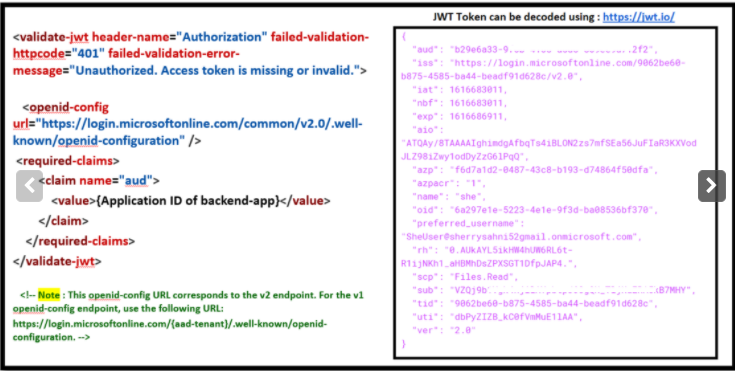 <validate-jwt header-name="Authorization" failed-validation-
httpcode="401" failed-validation-error-
message="Unauthorized. Access token is missing or invalid.">
<openid-config
url="https://login.microsoftonline.com/common/v2.0/.well-
known/openid-configuration" />
<required-claims>
<claim name="aud">
<value>{Application ID of backend-app}</value>
</claim>
</required-claims>
</validate-jwt>
<!-- Note : This openid-config URL corresponds to the v2 endpoint. For the v1
openid-config endpoint, use the following URL:
https://login.microsoftonline.com/{aad-tenant}/.well-known/openid-
configuration. -->
JWT Token can be decoded using : https://jwt.io/
{
"aud": "b29e6a33-9
"iss": "https://login.microsoftonline.com/9062be60-
b875-4585-ba44-beadf91d628c/v2.0",
"iat": 1616683011,
"nbf": 1616683011,
"exp": 1616686911,
"aio":
"ATQAy/8TAAAAIghimdgAfbqTs4iBLON2zs7mfSEa56JuFIaR3KXVod
JLZ98iZwy1odDyZzG6lPqQ",
"azp": "f6d7a1d2-0487-43c8-b193-d74864f50dfa",
"azpacr": "1",
"name": "she",
"oid": "6a297e1e-5223-4e1e-9f3d-ba08536bf370",
"preferred_username":
"SheUser@sherrysahni52gmail.onmicrosoft.com",
"rh": "0.AUkAYL5ikHW4hUW6RL6t-
R1ijNKh1_aHBMhDsZPXSGT1DfpJAP4.",
"scp": "Files.Read",
"sub": "VZQj9b
"tid": "9062be60-b875-4585-ba44-beadf91d628c",
"uti": "dbPyZIZB_kC0fVmMuE1lAA",
"ver": "2.0"
}